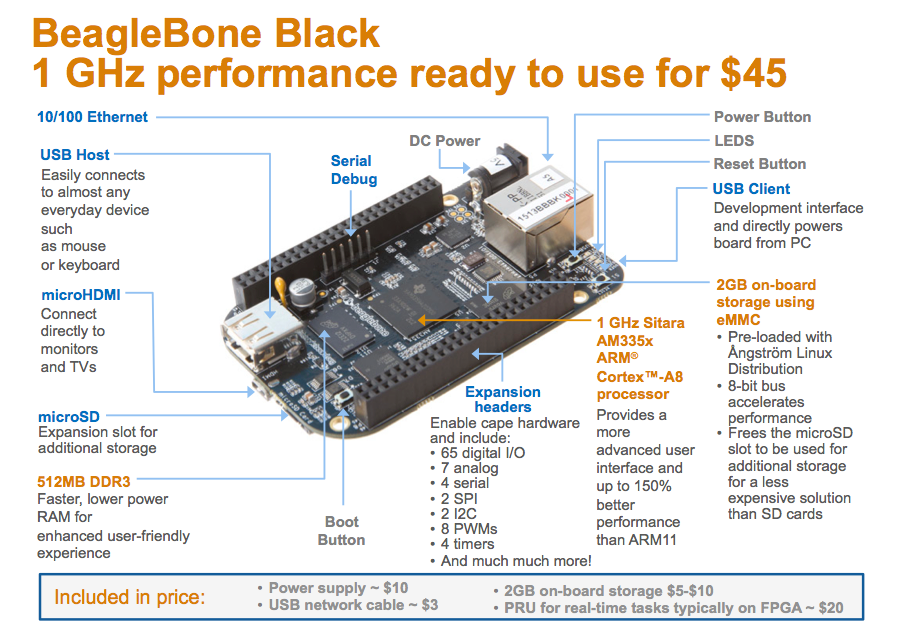 BeagleBone Black
1 GHz performance ready to use for $45
10/100 Ethernet
USB Host
Easily connects
to almost any
everyday device
such
as mouse
or keyboard
microHDMI
Connect
directly to
monitors
and TVs
microSD
Expansion slot for
additional storage
512MB DDR3
Faster, lower power
RAM for
enhanced user-friendly
experience
Serial
Debug
DC Power
Boot
Button
Expansion
headers
Enable cape hardware
and include:
• 65 digital I/O
• 7 analog
• 4 serial
• 2 SPI
• 2 I2C
• 8 PWMs
• 4 timers
• And much much more!
1 GHz Sitara
AM335x
ARM®
Cortex™-A8
processor
Provides a
more
advanced user
interface and
up to 150%
better
performance
than ARM11
Power Button
LEDS
Reset Button
USB Client
Development interface
and directly powers
board from PC
2GB on-board
storage using
eMMC
• Pre-loaded with
Ångström Linux
Distribution
• 8-bit bus
accelerates
performance
• Frees the microSD
slot to be used for
additional storage
for a less
expensive solution
than SD cards
5V
microSD Card
Included in price:
• Power supply ~ $10
• USB network cable ~ $3
• 2GB on-board storage $5-$10
• PRU for real-time tasks typically on FPGA ~ $20